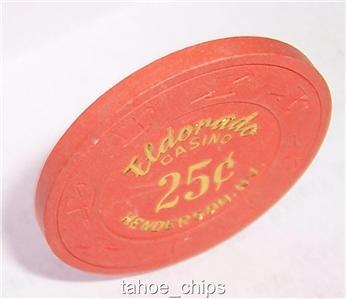 Eldorado
CASINO
25¢
HENDERSON, NV.
tahoe_chips